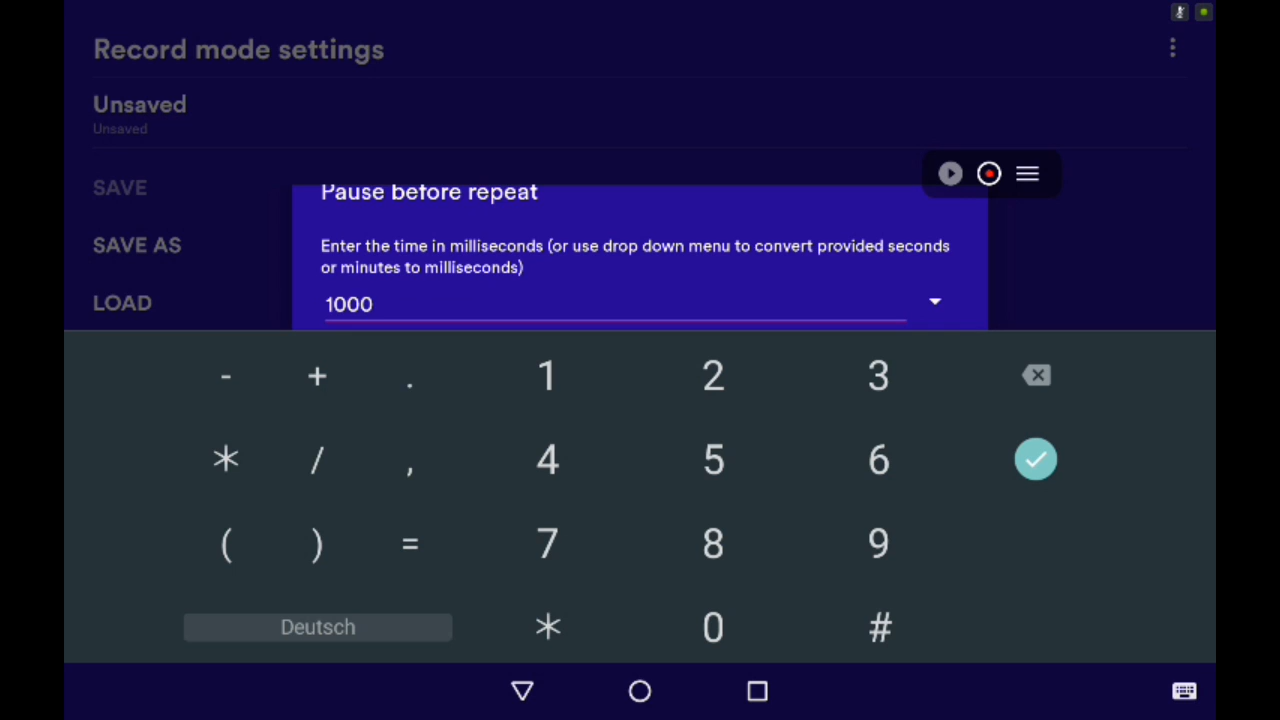 Record mode settings
Unsaved
Unsaved
SAVE
SAVE AS
LOAD
Pause before repeat
Enter the time in milliseconds (or use drop down menu to convert provided seconds
or minutes to milliseconds)
1000
- + . 1 2 3
* / , 4 5 6
( ) = 7 8 9
Deutsch * 0 #